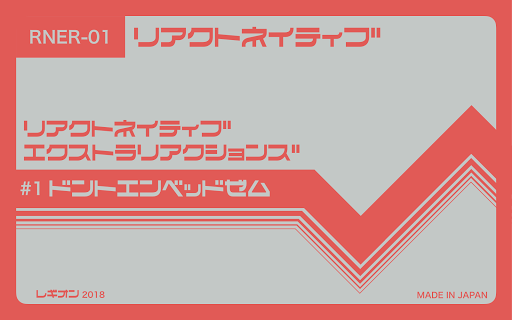 RNER-01
リアクトネイティブ
リアクトネイティブ
エクストラリアクションズ
#1 ドントエンベッドゼム
レギオン 2018
MADE IN JAPAN